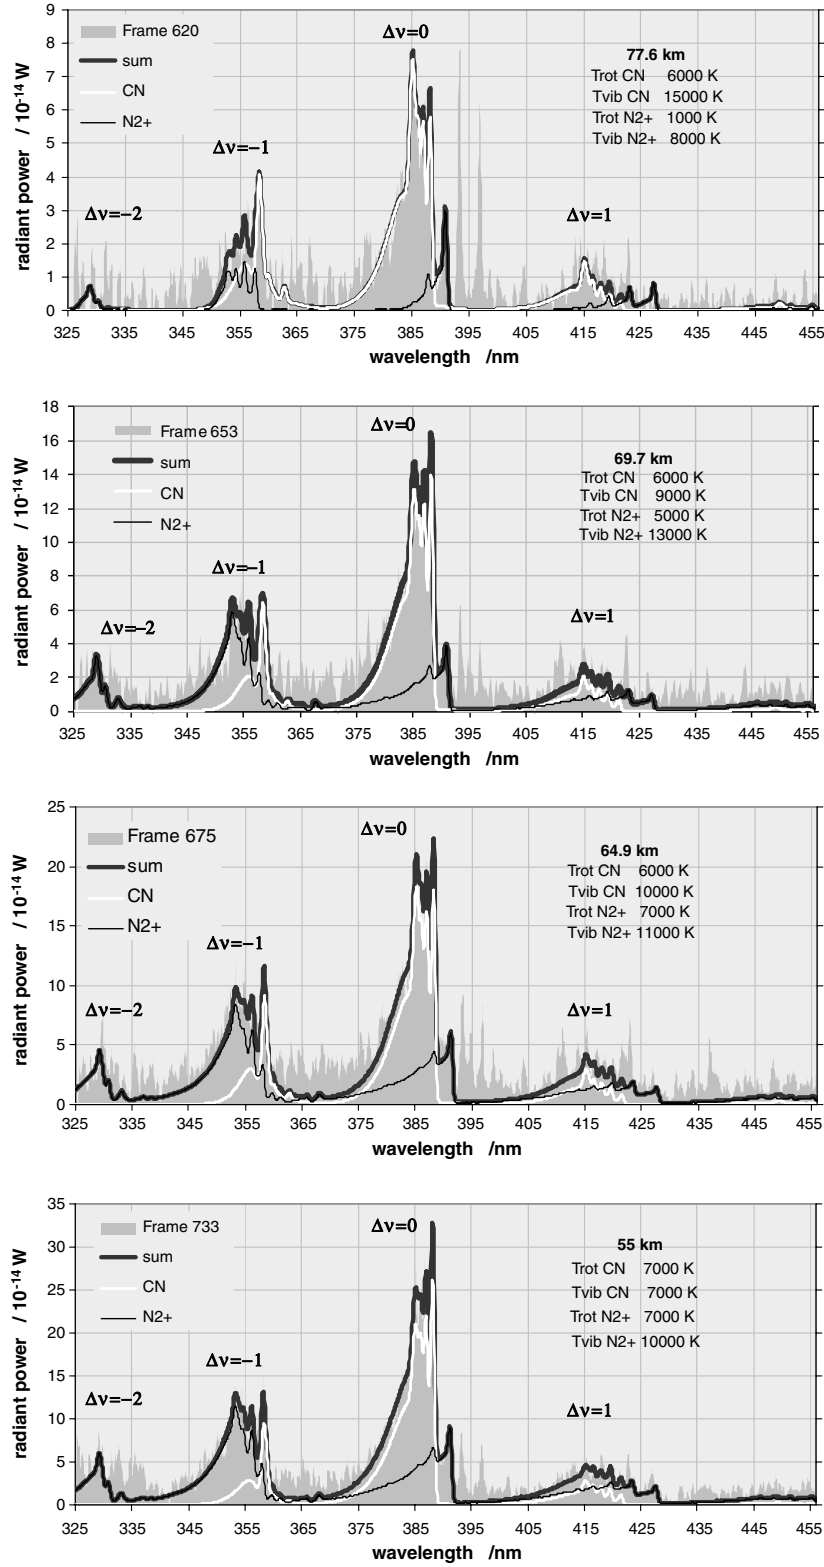 9
8
7
6
5
4
3
2
1
0
radiant power / 10⁻¹⁴ W
Frame 620
sum
CN
N2+
Δν=−2
Δν=−1
Δν=0
Δν=1
77.6 km
Trot CN 6000 K
Tvib CN 15000 K
Trot N2+ 1000 K
Tvib N2+ 8000 K
325 335 345 355 365 375 385 395 405 415 425 435 445 455
wavelength /nm
18
16
14
12
10
8
6
4
2
0
radiant power / 10⁻¹⁴ W
Frame 653
sum
CN
N2+
Δν=−2
Δν=−1
Δν=0
Δν=1
69.7 km
Trot CN 6000 K
Tvib CN 9000 K
Trot N2+ 5000 K
Tvib N2+ 13000 K
325 335 345 355 365 375 385 395 405 415 425 435 445 455
wavelength /nm
25
20
15
10
5
0
radiant power / 10⁻¹⁴ W
Frame 675
sum
CN
N2+
Δν=−2
Δν=−1
Δν=0
Δν=1
64.9 km
Trot CN 6000 K
Tvib CN 10000 K
Trot N2+ 7000 K
Tvib N2+ 11000 K
325 335 345 355 365 375 385 395 405 415 425 435 445 455
wavelength /nm
35
30
25
20
15
10
5
0
radiant power / 10⁻¹⁴ W
Frame 733
sum
CN
N2+
Δν=−2
Δν=−1
Δν=0
Δν=1
55 km
Trot CN 7000 K
Tvib CN 7000 K
Trot N2+ 7000 K
Tvib N2+ 10000 K
325 335 345 355 365 375 385 395 405 415 425 435 445 455
wavelength /nm